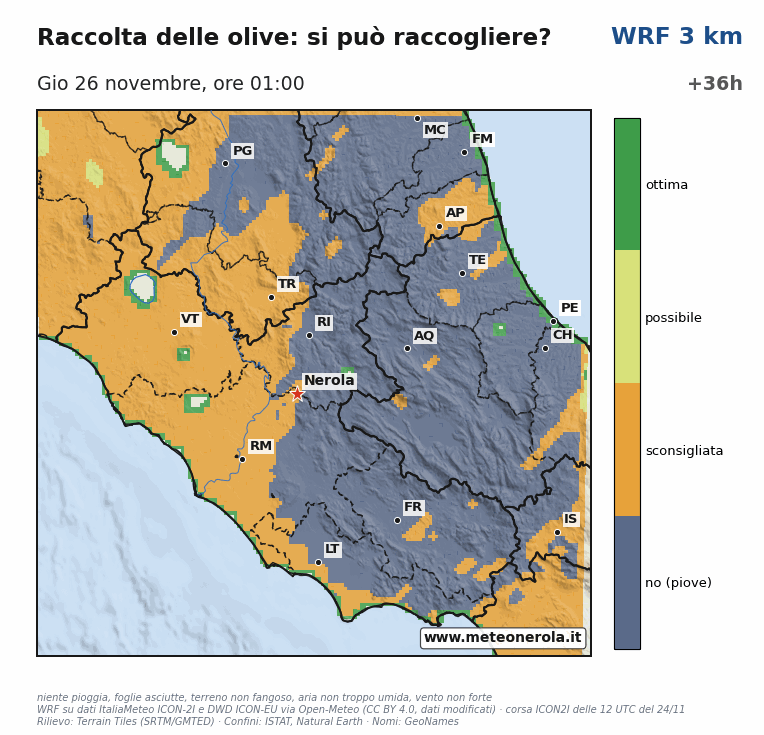 Raccolta delle olive: si può raccogliere?
WRF 3 km
Gio 26 novembre, ore 01:00
+36h
MC
FM
PG
AP
TE
TR
PE
VT
RI
AQ
CH
Nerola
RM
FR
IS
LT
www.meteonerola.it
ottima
possibile
sconsigliata
no (piove)
niente pioggia, foglie asciutte, terreno non fangoso, aria non troppo umida, vento non forte
WRF su dati ItaliaMeteo ICON-2I e DWD ICON-EU via Open-Meteo (CC BY 4.0, dati modificati) · corsa ICON2I delle 12 UTC del 24/11
Rilievo: Terrain Tiles (SRTM/GMTED) · Confini: ISTAT, Natural Earth · Nomi: GeoNames